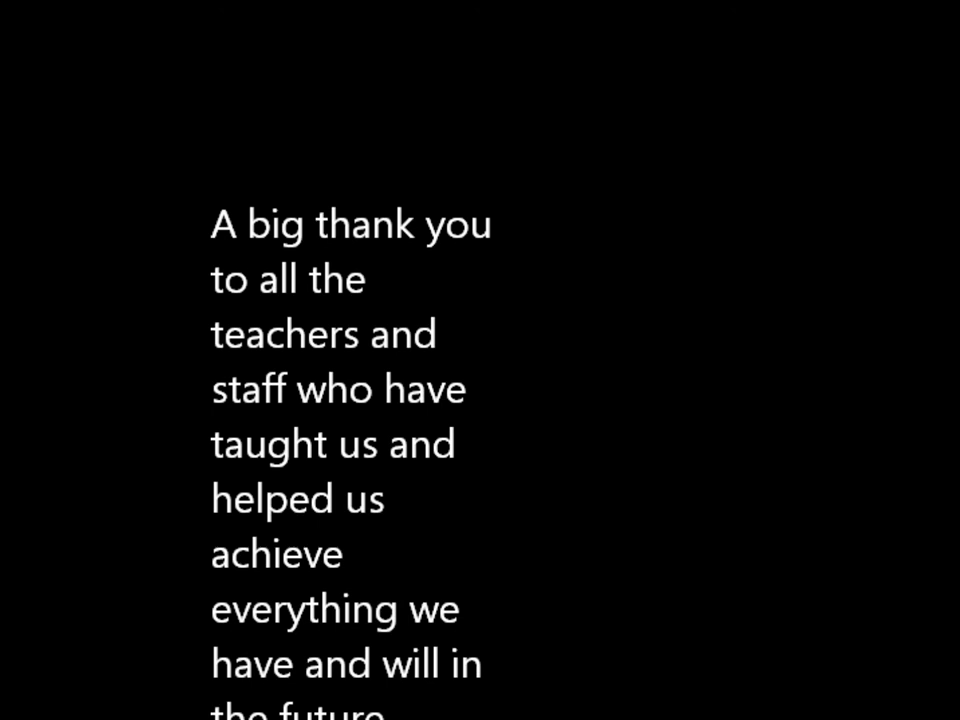 A big thank you
to all the
teachers and
staff who have
taught us and
helped us
achieve
everything we
have and will in
the future